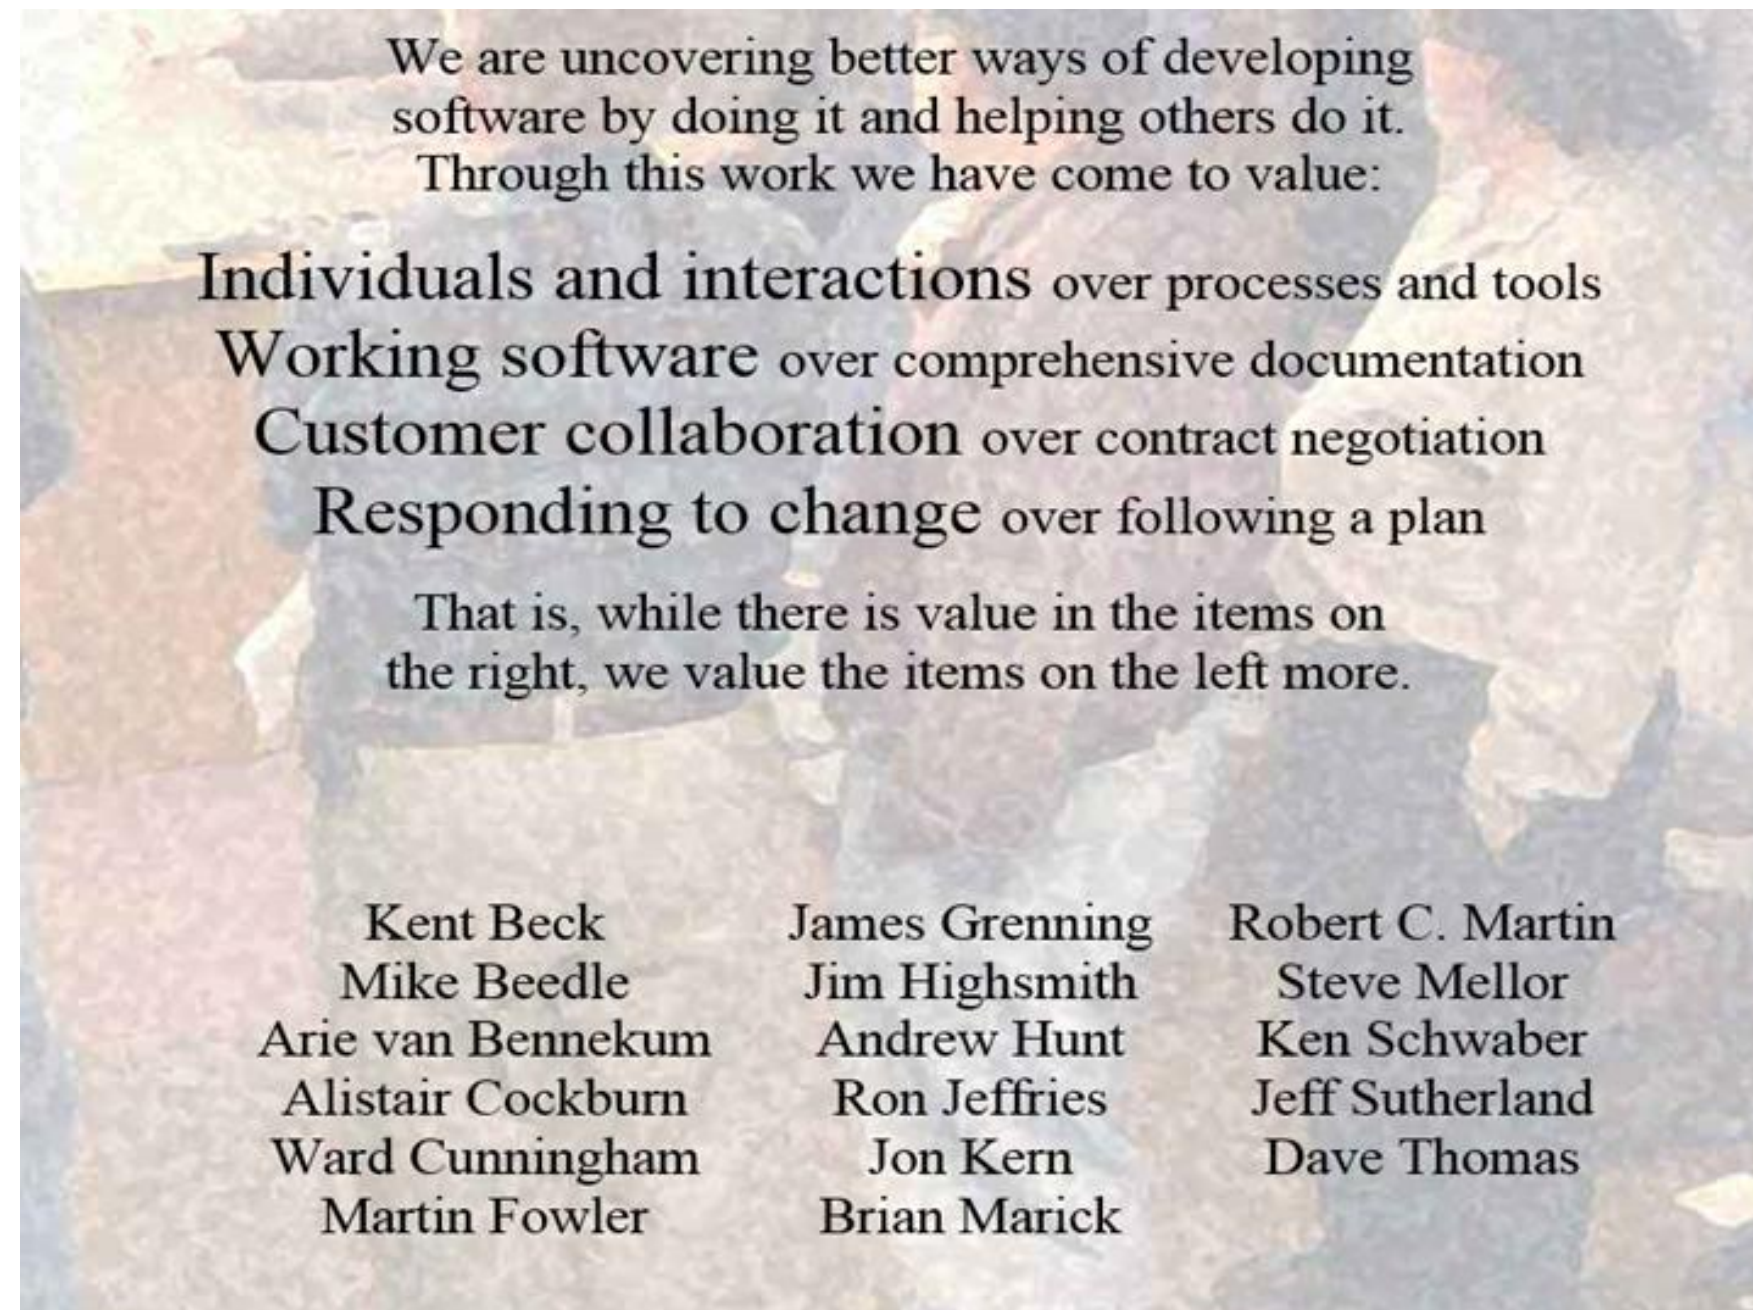 We are uncovering better ways of developing
software by doing it and helping others do it.
Through this work we have come to value:
Individuals and interactions over processes and tools
Working software over comprehensive documentation
Customer collaboration over contract negotiation
Responding to change over following a plan
That is, while there is value in the items on
the right, we value the items on the left more.
Kent Beck
Mike Beedle
Arie van Bennekum
Alistair Cockburn
Ward Cunningham
Martin Fowler
James Grenning
Jim Highsmith
Andrew Hunt
Ron Jeffries
Jon Kern
Brian Marick
Robert C. Martin
Steve Mellor
Ken Schwaber
Jeff Sutherland
Dave Thomas